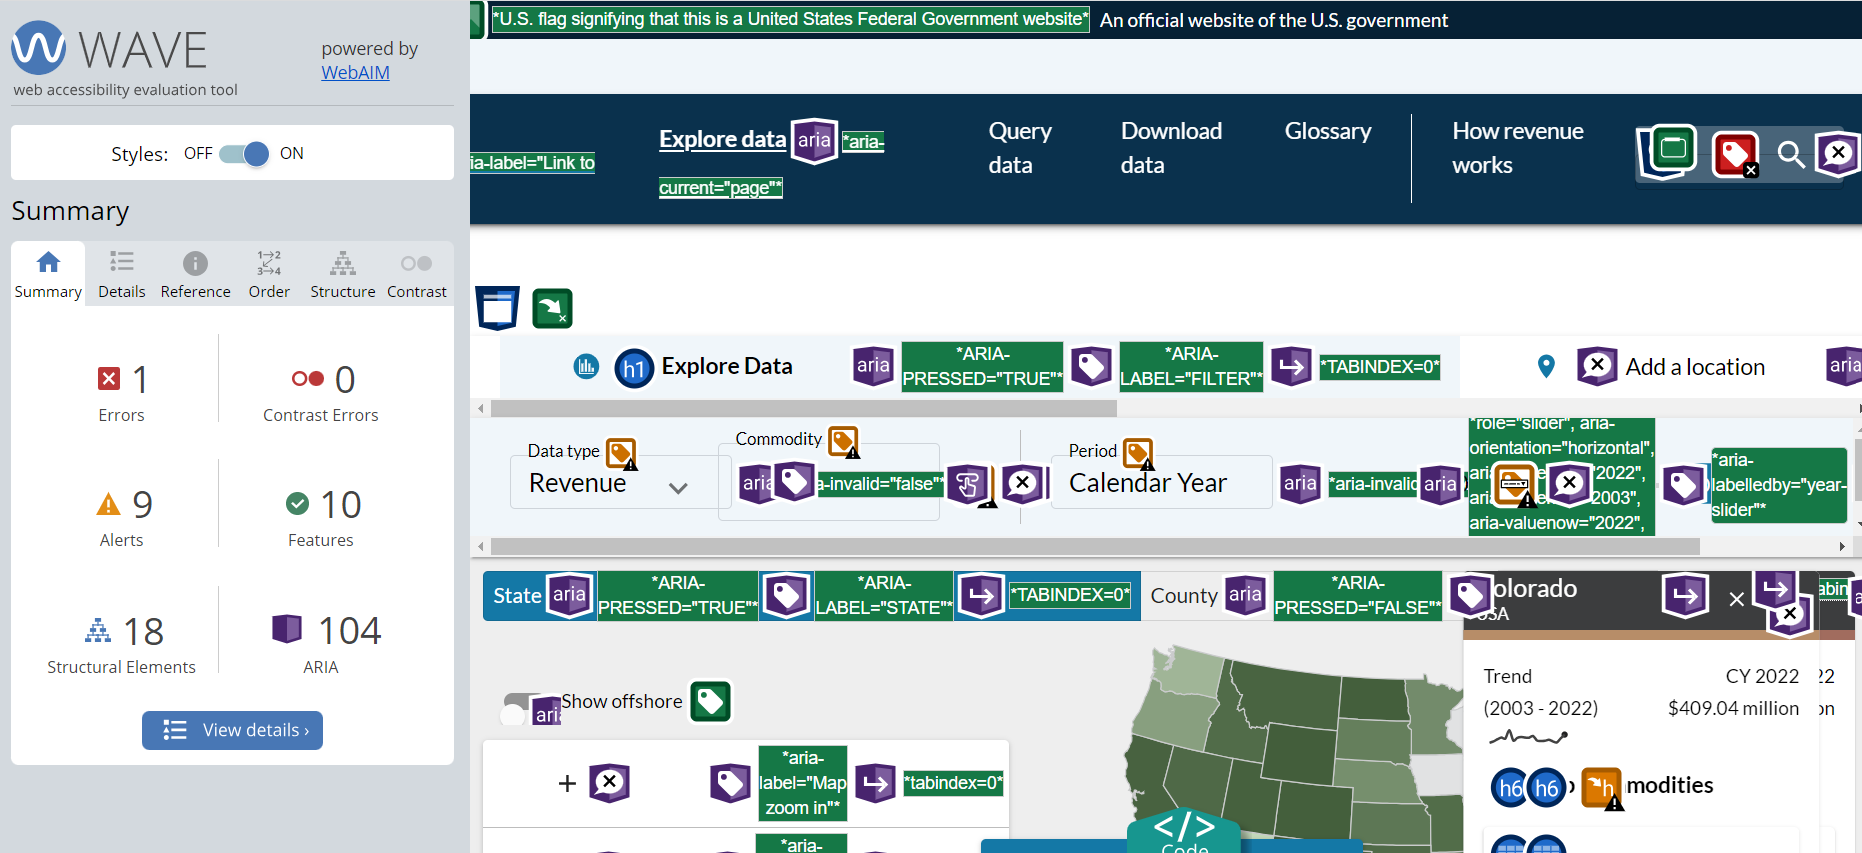 WAVE
powered by
WebAIM
web accessibility evaluation tool
Styles: OFF ON
Summary
Summary Details Reference Order Structure Contrast
1
Errors
0
Contrast Errors
9
Alerts
10
Features
18
Structural Elements
104
ARIA
View details ›
*U.S. flag signifying that this is a United States Federal Government website* An official website of the U.S. government
ia-label="Link to
Explore data aria *aria-
current="page"*
Query
data
Download
data
Glossary
How revenue
works
h1 Explore Data
aria *ARIA-
PRESSED="TRUE"*
*ARIA-
LABEL="FILTER"*
*TABINDEX=0*
Add a location
aria
Data type
Revenue
Commodity
aria a-invalid="false"*
Period
Calendar Year
aria *aria-invalid aria
*role="slider", aria-
orientation="horizontal",
"2022",
2003",
aria-valuenow="2022",
*aria-
labelledby="year-
slider"*
State aria *ARIA-
PRESSED="TRUE"*
*ARIA-
LABEL="STATE"*
*TABINDEX=0*
County aria *ARIA-
PRESSED="FALSE"*
olorado
USA
Trend
(2003 - 2022)
CY 2022
$409.04 million
22
on
h6 h6 h modities
aria Show offshore
+ *aria-
label="Map
zoom in"*
*tabindex=0*
*aria-
</>
Code